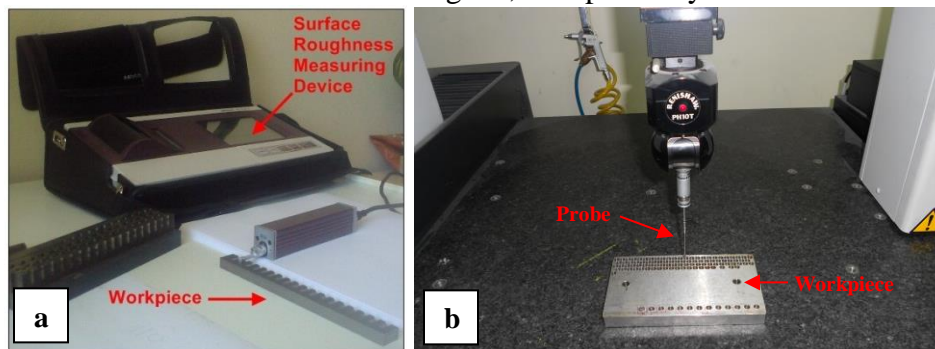 Surface
Roughness
Measuring
Device
Workpiece
a
RENISHAW
PH10T
Probe
Workpiece
b